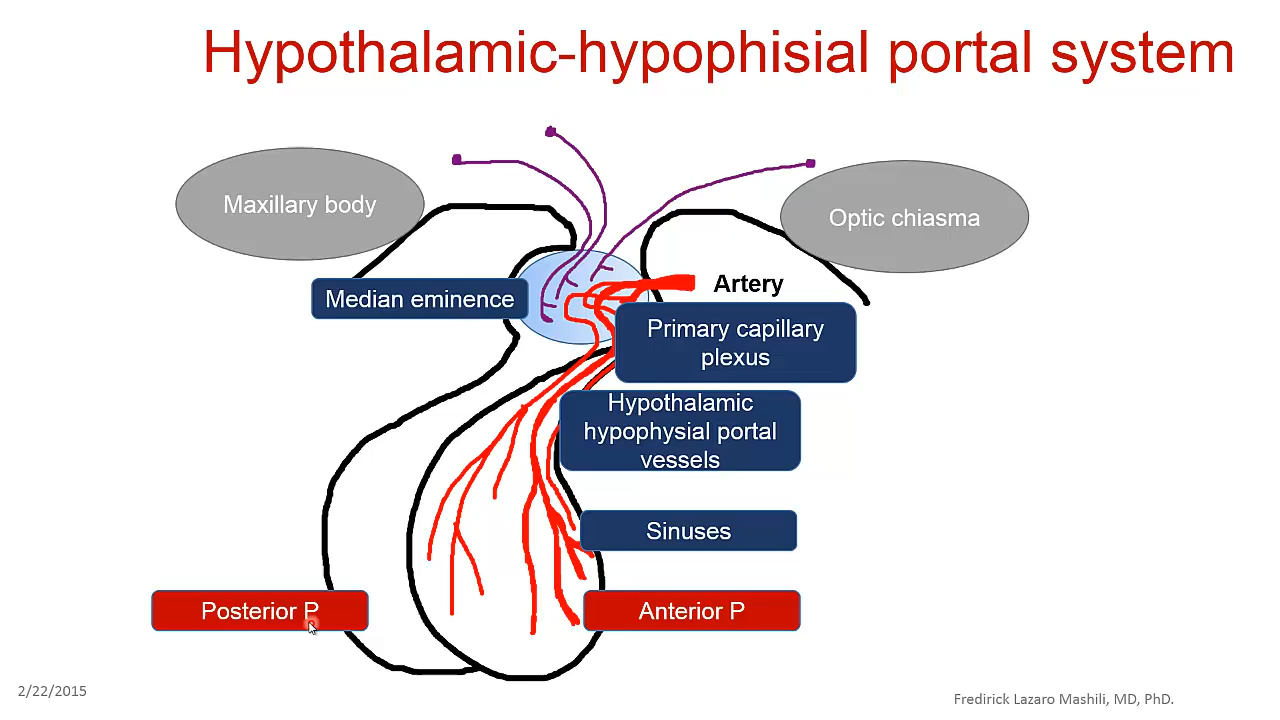 Hypothalamic-hypophisial portal system
Maxillary body
Optic chiasma
Median eminence
Artery
Primary capillary
plexus
Hypothalamic
hypophysial portal
vessels
Sinuses
Posterior P
Anterior P
2/22/2015
Fredirick Lazaro Mashili, MD, PhD.